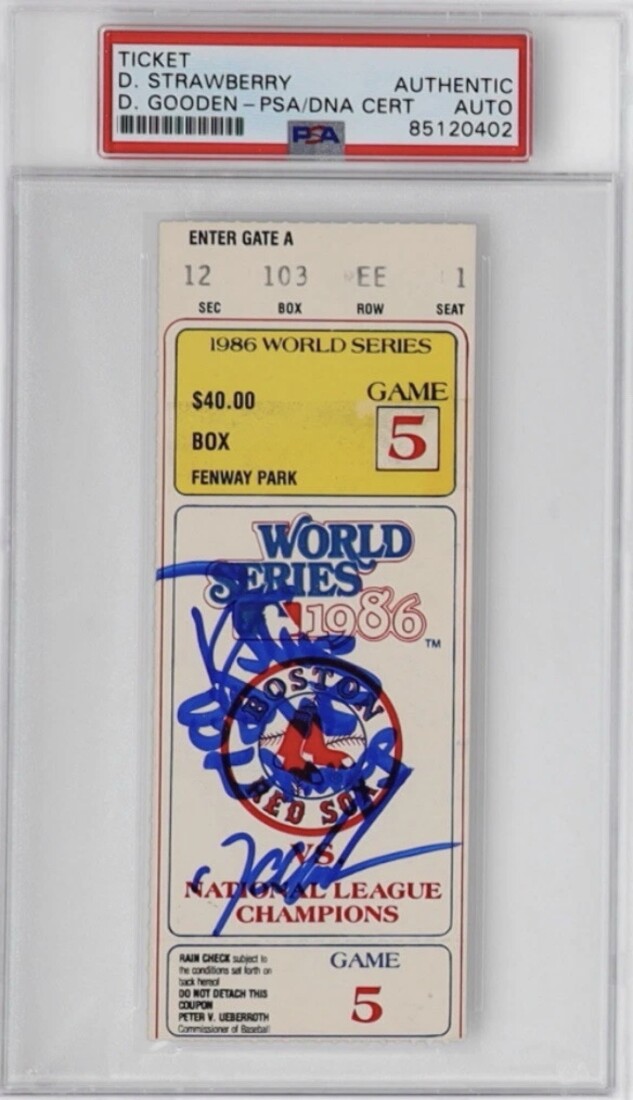 TICKET
D. STRAWBERRY AUTHENTIC
D. GOODEN - PSA/DNA CERT AUTO
85120402
PSA
ENTER GATE A
12 103 EE 1
SEC BOX ROW SEAT
1986 WORLD SERIES
$40.00
GAME
5
BOX
FENWAY PARK
WORLD
SERIES
1986 ™
BOSTON
RED SOX
VS.
NATIONAL LEAGUE
CHAMPIONS
RAIN CHECK subject to
the conditions set forth on
back hereof
DO NOT DETACH THIS
COUPON
PETER V. UEBERROTH
Commissioner of Baseball
GAME
5